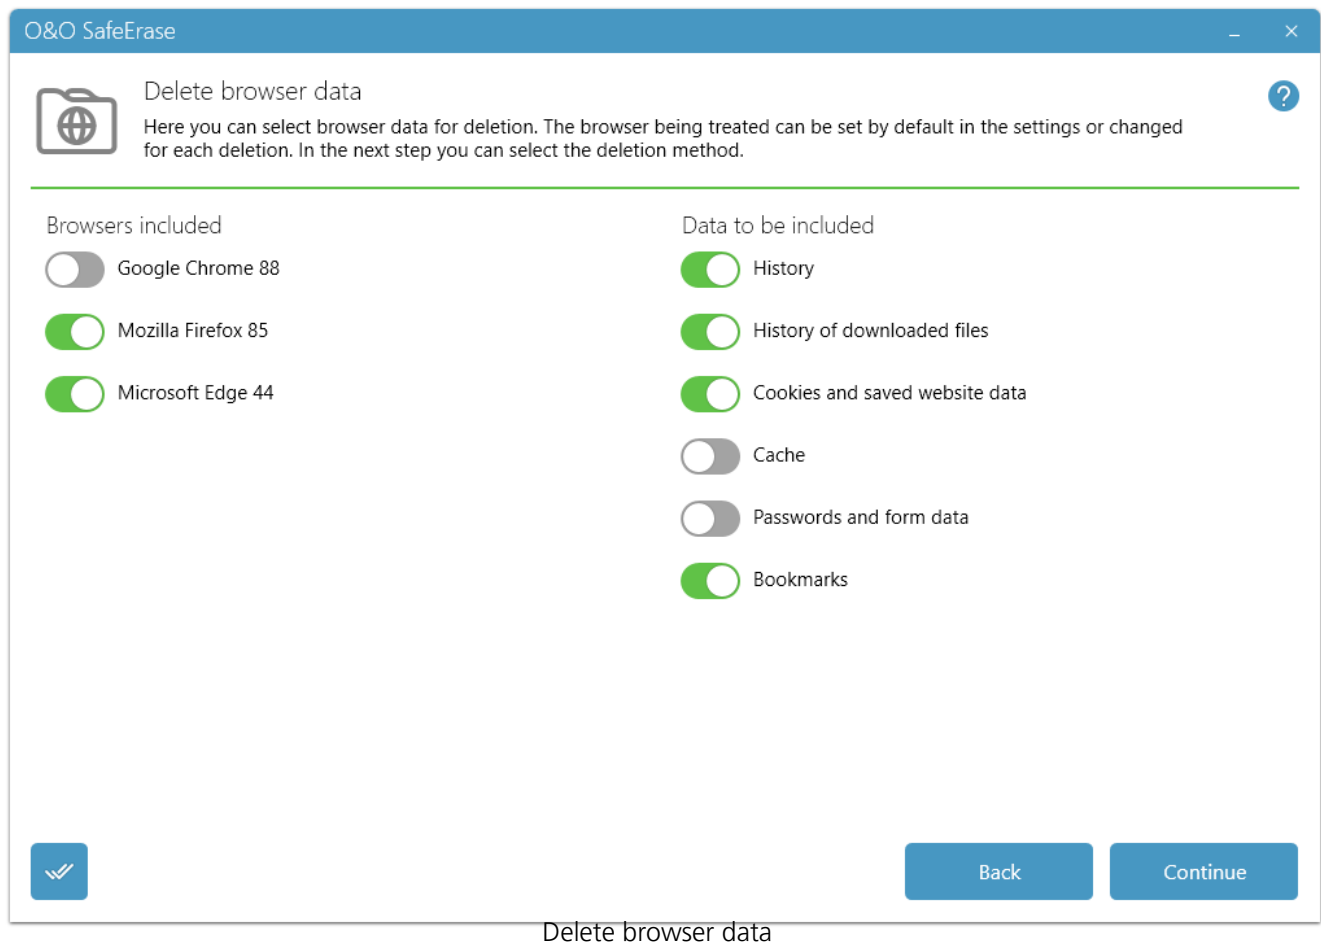 O&O SafeErase
Delete browser data
Here you can select browser data for deletion. The browser being treated can be set by default in the settings or changed
for each deletion. In the next step you can select the deletion method.
?
Browsers included
Google Chrome 88
Mozilla Firefox 85
Microsoft Edge 44
Data to be included
History
History of downloaded files
Cookies and saved website data
Cache
Passwords and form data
Bookmarks
Back
Continue
Delete browser data